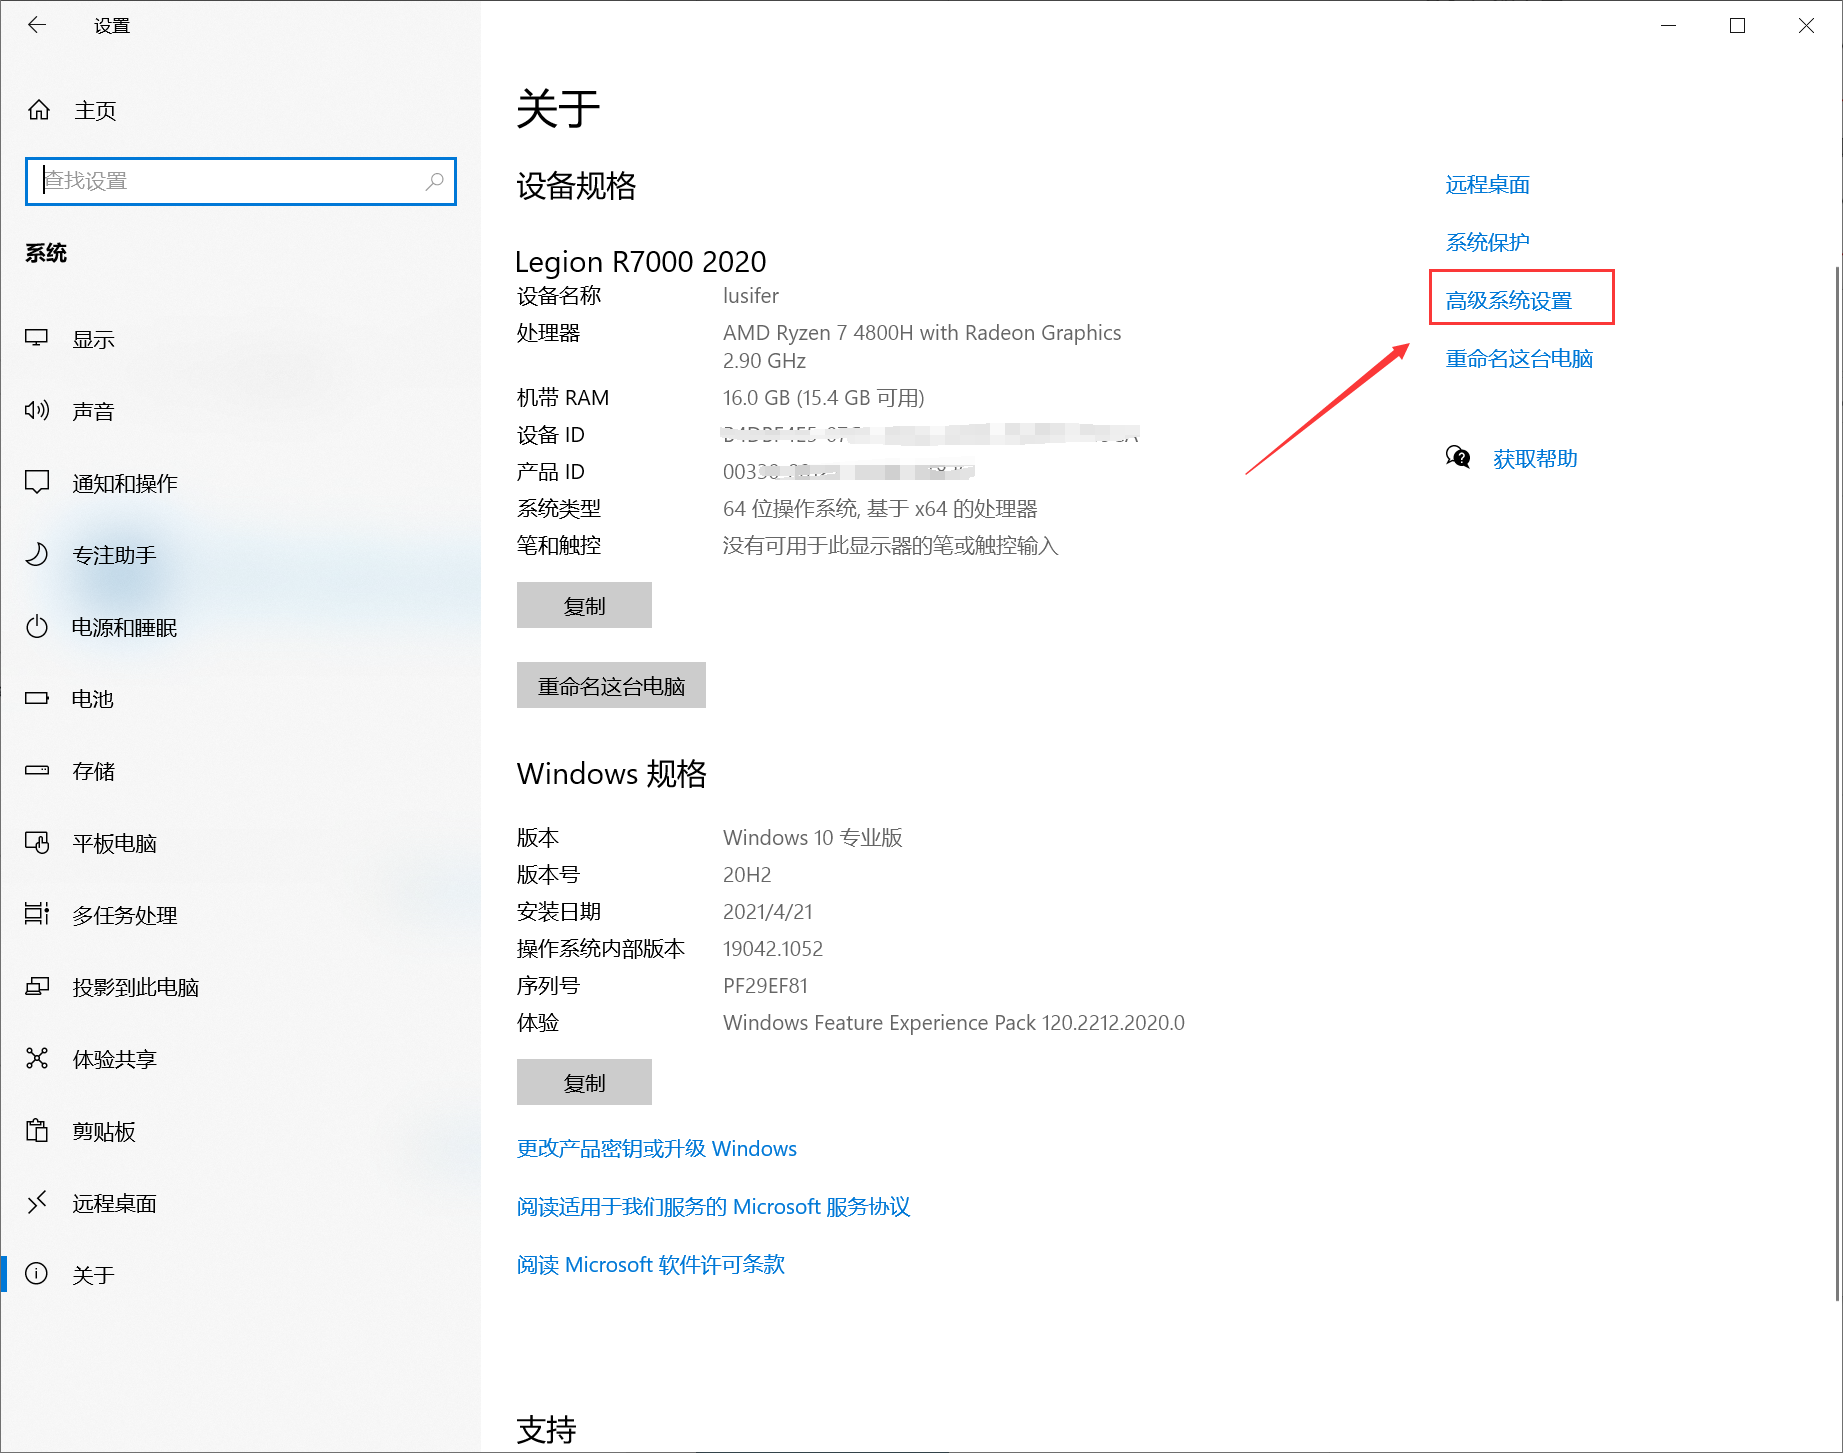 设置
主页
查找设置
系统
显示
声音
通知和操作
专注助手
电源和睡眠
电池
存储
平板电脑
多任务处理
投影到此电脑
体验共享
剪贴板
远程桌面
关于
关于
设备规格
Legion R7000 2020
设备名称 lusifer
处理器 AMD Ryzen 7 4800H with Radeon Graphics
2.90 GHz
机带 RAM 16.0 GB (15.4 GB 可用)
设备 ID
产品 ID
系统类型 64 位操作系统, 基于 x64 的处理器
笔和触控 没有可用于此显示器的笔或触控输入
复制
重命名这台电脑
Windows 规格
版本 Windows 10 专业版
版本号 20H2
安装日期 2021/4/21
操作系统内部版本 19042.1052
序列号 PF29EF81
体验 Windows Feature Experience Pack 120.2212.2020.0
复制
更改产品密钥或升级 Windows
阅读适用于我们服务的 Microsoft 服务协议
阅读 Microsoft 软件许可条款
支持
远程桌面
系统保护
高级系统设置
重命名这台电脑
获取帮助